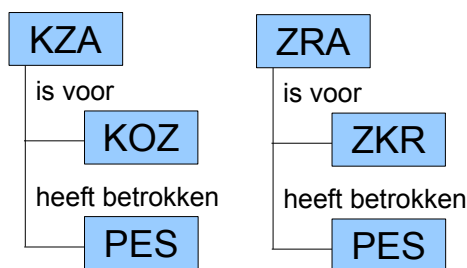 KZA
is voor
KOZ
heeft betrokken
PES
ZRA
is voor
ZKR
heeft betrokken
PES